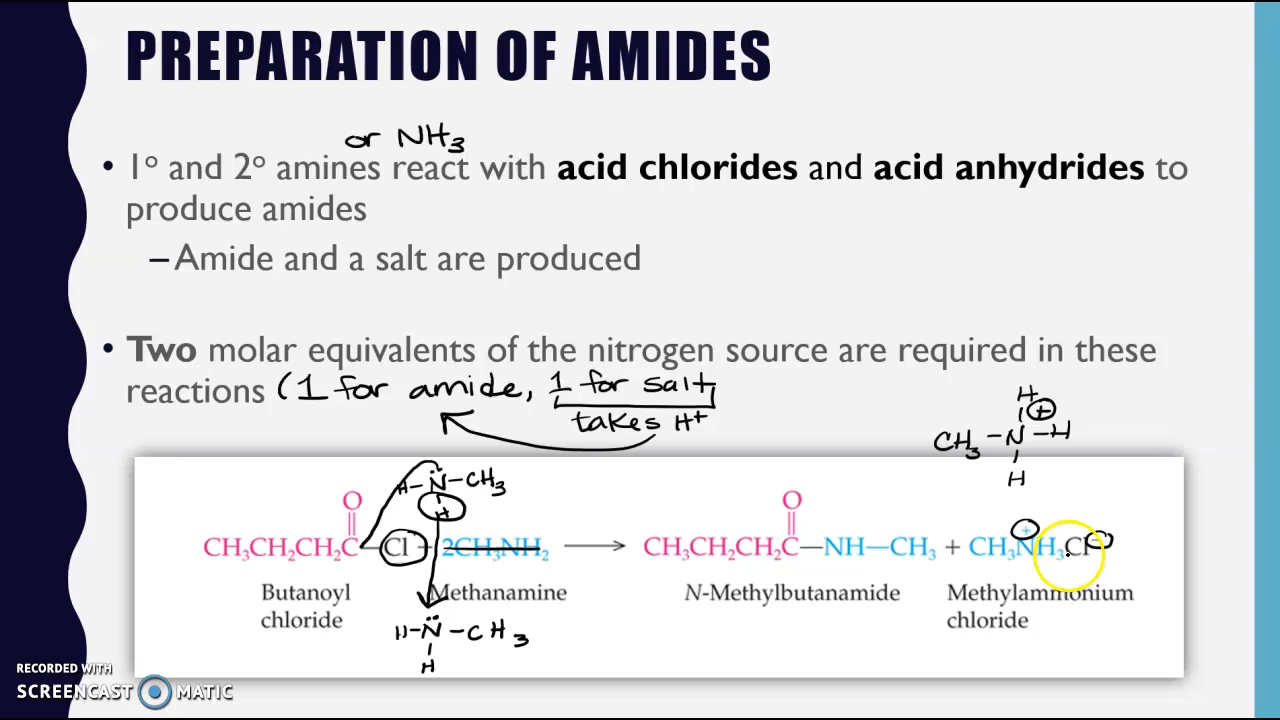 PREPARATION OF AMIDES
or NH3
• 1° and 2° amines react with acid chlorides and acid anhydrides to
produce amides
– Amide and a salt are produced
• Two molar equivalents of the nitrogen source are required in these
reactions (1 for amide, 1 for salt
takes H+
H
⊕
CH3 – N – H
H
H – N̈ – CH3
H
O
CH3CH2CH2C—Cl + 2CH3NH2
O
CH3CH2CH2C—NH—CH3 + CH3N+H3Cl−
Butanoyl
chloride
Methanamine
N-Methylbutanamide
Methylammonium
chloride
H – N̈ – CH3
H
RECORDED WITH
SCREENCAST MATIC